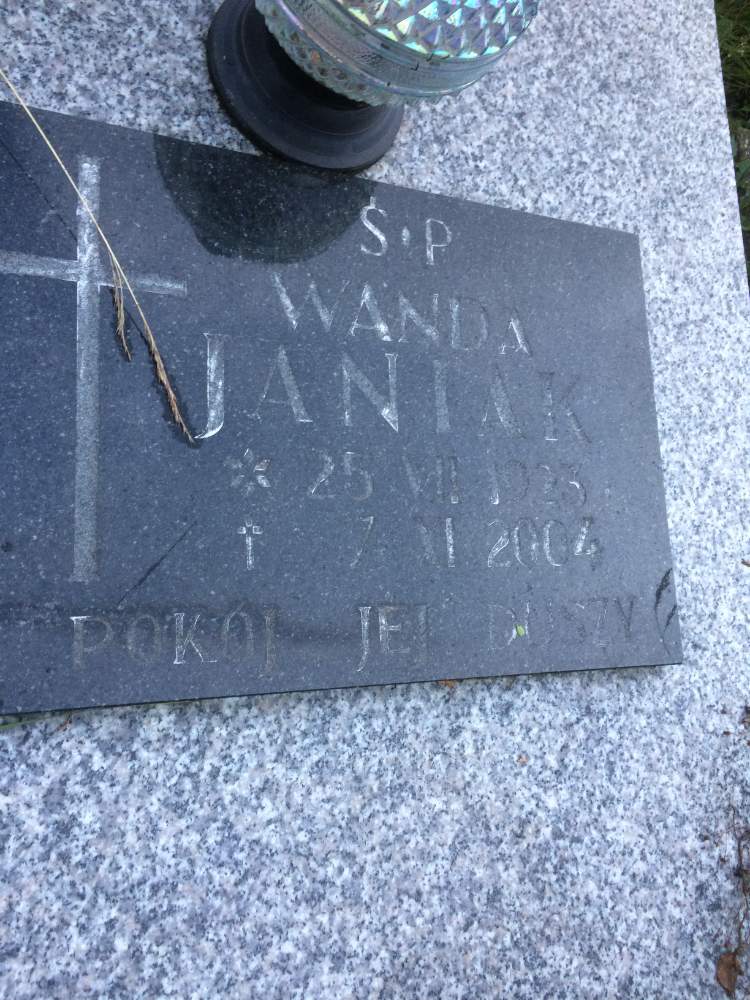 Ś•P
WANDA
JANIAK
* 25 VII 1923
† 7 XI 2004
POKÓJ JEJ DUSZY